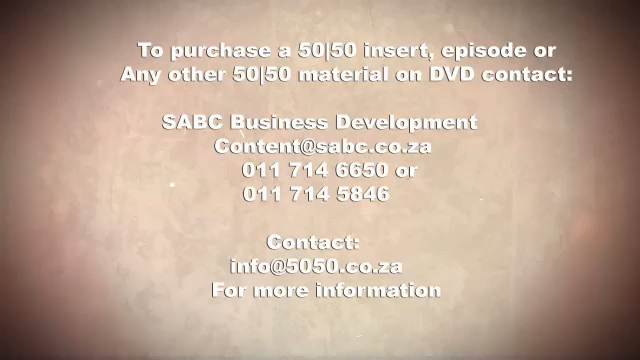 To purchase a 50|50 insert, episode or
Any other 50|50 material on DVD contact:
SABC Business Development
Content@sabc.co.za
011 714 6650 or
011 714 5846
Contact:
info@5050.co.za
For more information